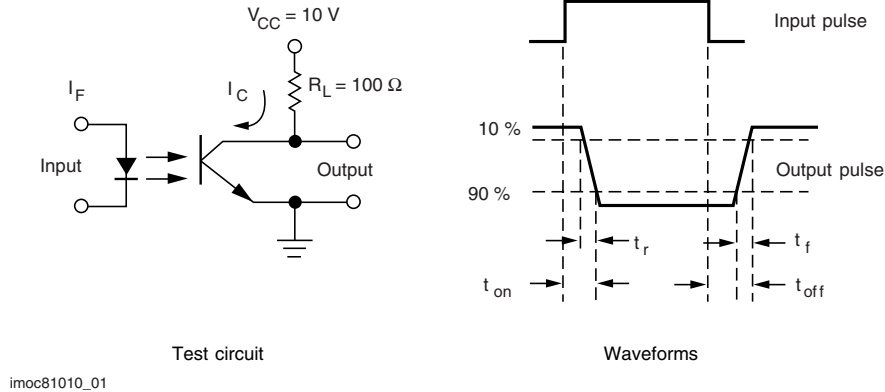 V_CC = 10 V
I_F
I_C
R_L = 100 Ω
Input
Output
Test circuit
Input pulse
10 %
Output pulse
90 %
t_r
t_f
t_on
t_off
Waveforms
imoc81010_01